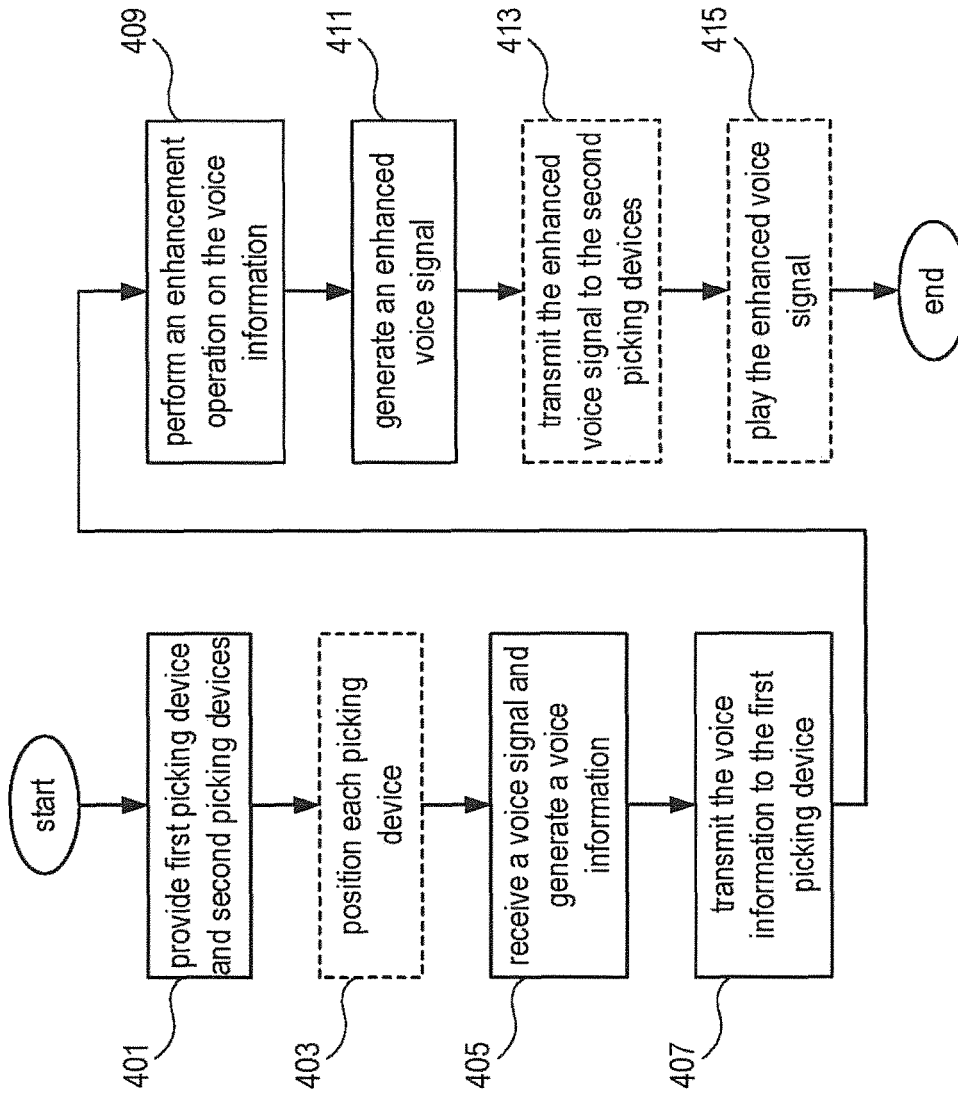 start
401
provide first picking device
and second picking devices
403
position each picking
device
405
receive a voice signal and
generate a voice
information
407
transmit the voice
information to the first
picking device
409
perform an enhancement
operation on the voice
information
411
generate an enhanced
voice signal
413
transmit the enhanced
voice signal to the second
picking devices
415
play the enhanced voice
signal
end